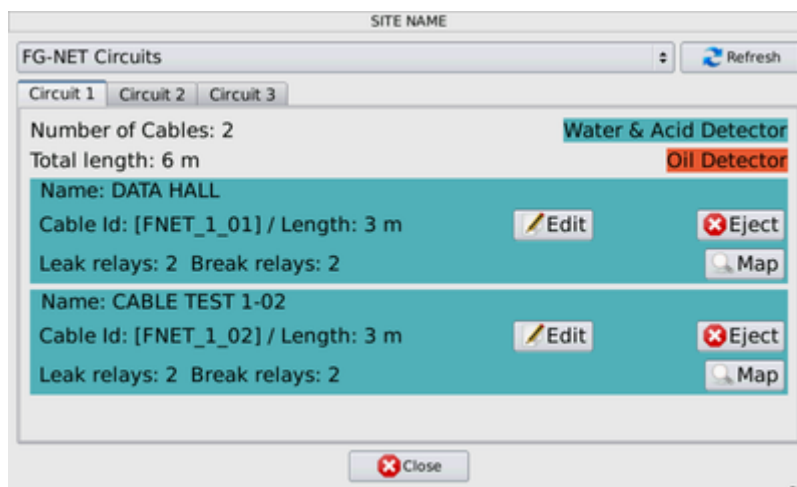 SITE NAME
FG-NET Circuits Refresh
Circuit 1 Circuit 2 Circuit 3
Number of Cables: 2 Water & Acid Detector
Total length: 6 m Oil Detector
Name: DATA HALL
Cable Id: [FNET_1_01] / Length: 3 m Edit Eject
Leak relays: 2 Break relays: 2 Map
Name: CABLE TEST 1-02
Cable Id: [FNET_1_02] / Length: 3 m Edit Eject
Leak relays: 2 Break relays: 2 Map
Close